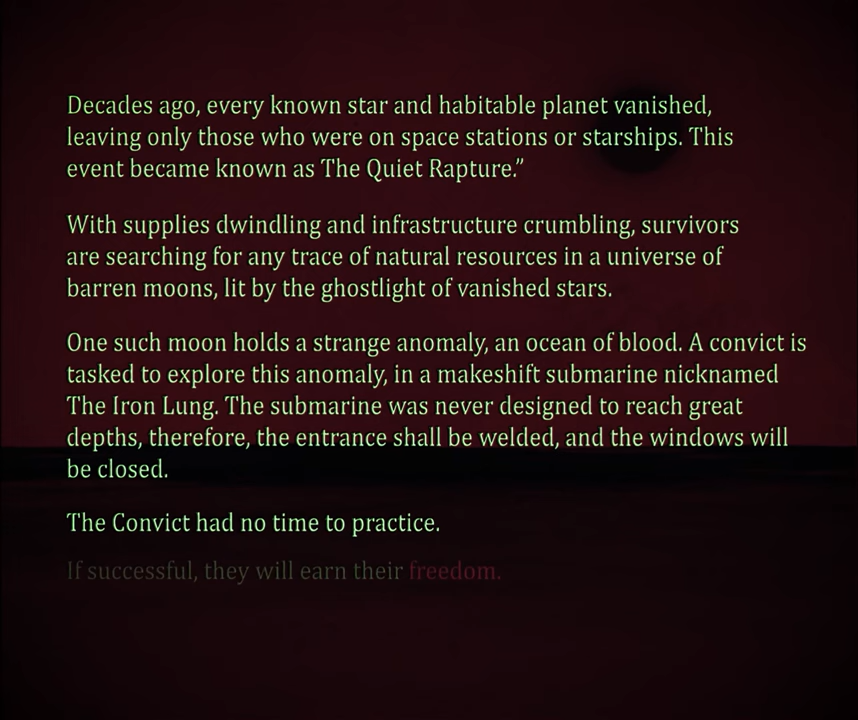 Decades ago, every known star and habitable planet vanished,
leaving only those who were on space stations or starships. This
event became known as The Quiet Rapture.”
With supplies dwindling and infrastructure crumbling, survivors
are searching for any trace of natural resources in a universe of
barren moons, lit by the ghostlight of vanished stars.
One such moon holds a strange anomaly, an ocean of blood. A convict is
tasked to explore this anomaly, in a makeshift submarine nicknamed
The Iron Lung. The submarine was never designed to reach great
depths, therefore, the entrance shall be welded, and the windows will
be closed.
The Convict had no time to practice.
If successful, they will earn their freedom.